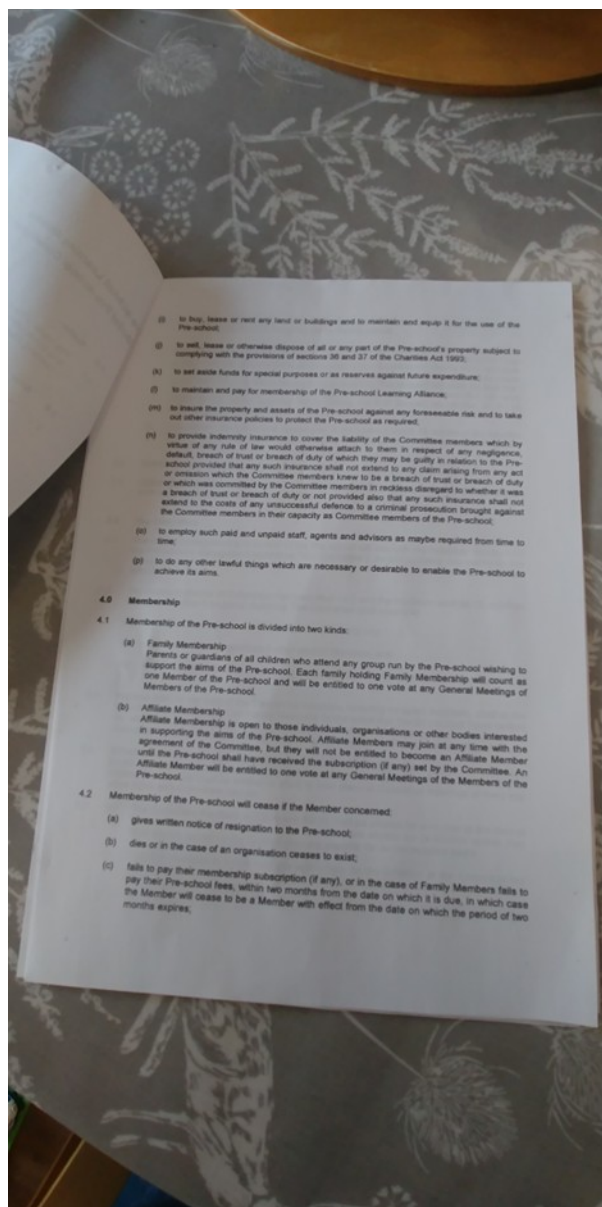 (i) to buy, lease or rent any land or buildings and to maintain and equip it for the use of the
Pre-school;
(j) to sell, lease or otherwise dispose of all or any part of the Pre-school's property subject to
complying with the provisions of sections 36 and 37 of the Charities Act 1993;
(k) to set aside funds for special purposes or as reserves against future expenditure;
(l) to maintain and pay for membership of the Pre-school Learning Alliance;
(m) to insure the property and assets of the Pre-school against any foreseeable risk and to take
out other insurance policies to protect the Pre-school as required;
(n) to provide indemnity insurance to cover the liability of the Committee members which by
virtue of any rule of law would otherwise attach to them in respect of any negligence,
default, breach of trust or breach of duty of which they may be guilty in relation to the Pre-
school provided that any such insurance shall not extend to any claim arising from any act
or omission which the Committee members knew to be a breach of trust or breach of duty
or which was committed by the Committee members in reckless disregard to whether it was
a breach of trust or breach of duty or not provided also that any such insurance shall not
extend to the costs of any unsuccessful defence to a criminal prosecution brought against
the Committee members in their capacity as Committee members of the Pre-school;
(o) to employ such paid and unpaid staff, agents and advisors as maybe required from time to
time;
(p) to do any other lawful things which are necessary or desirable to enable the Pre-school to
achieve its aims.
4.0 Membership
4.1 Membership of the Pre-school is divided into two kinds:
(a) Family Membership
Parents or guardians of all children who attend any group run by the Pre-school wishing to
support the aims of the Pre-school. Each family holding Family Membership will count as
one Member of the Pre-school and will be entitled to one vote at any General Meetings of
Members of the Pre-school.
(b) Affiliate Membership
Affiliate Membership is open to those individuals, organisations or other bodies interested
in supporting the aims of the Pre-school. Affiliate Members may join at any time with the
agreement of the Committee, but they will not be entitled to become an Affiliate Member
until the Pre-school shall have received the subscription (if any) set by the Committee. An
Affiliate Member will be entitled to one vote at any General Meetings of the Members of the
Pre-school.
4.2 Membership of the Pre-school will cease if the Member concerned:
(a) gives written notice of resignation to the Pre-school;
(b) dies or in the case of an organisation ceases to exist;
(c) fails to pay their membership subscription (if any), or in the case of Family Members fails to
pay their Pre-school fees, within two months from the date on which it is due, in which case
the Member will cease to be a Member with effect from the date on which the period of two
months expires;